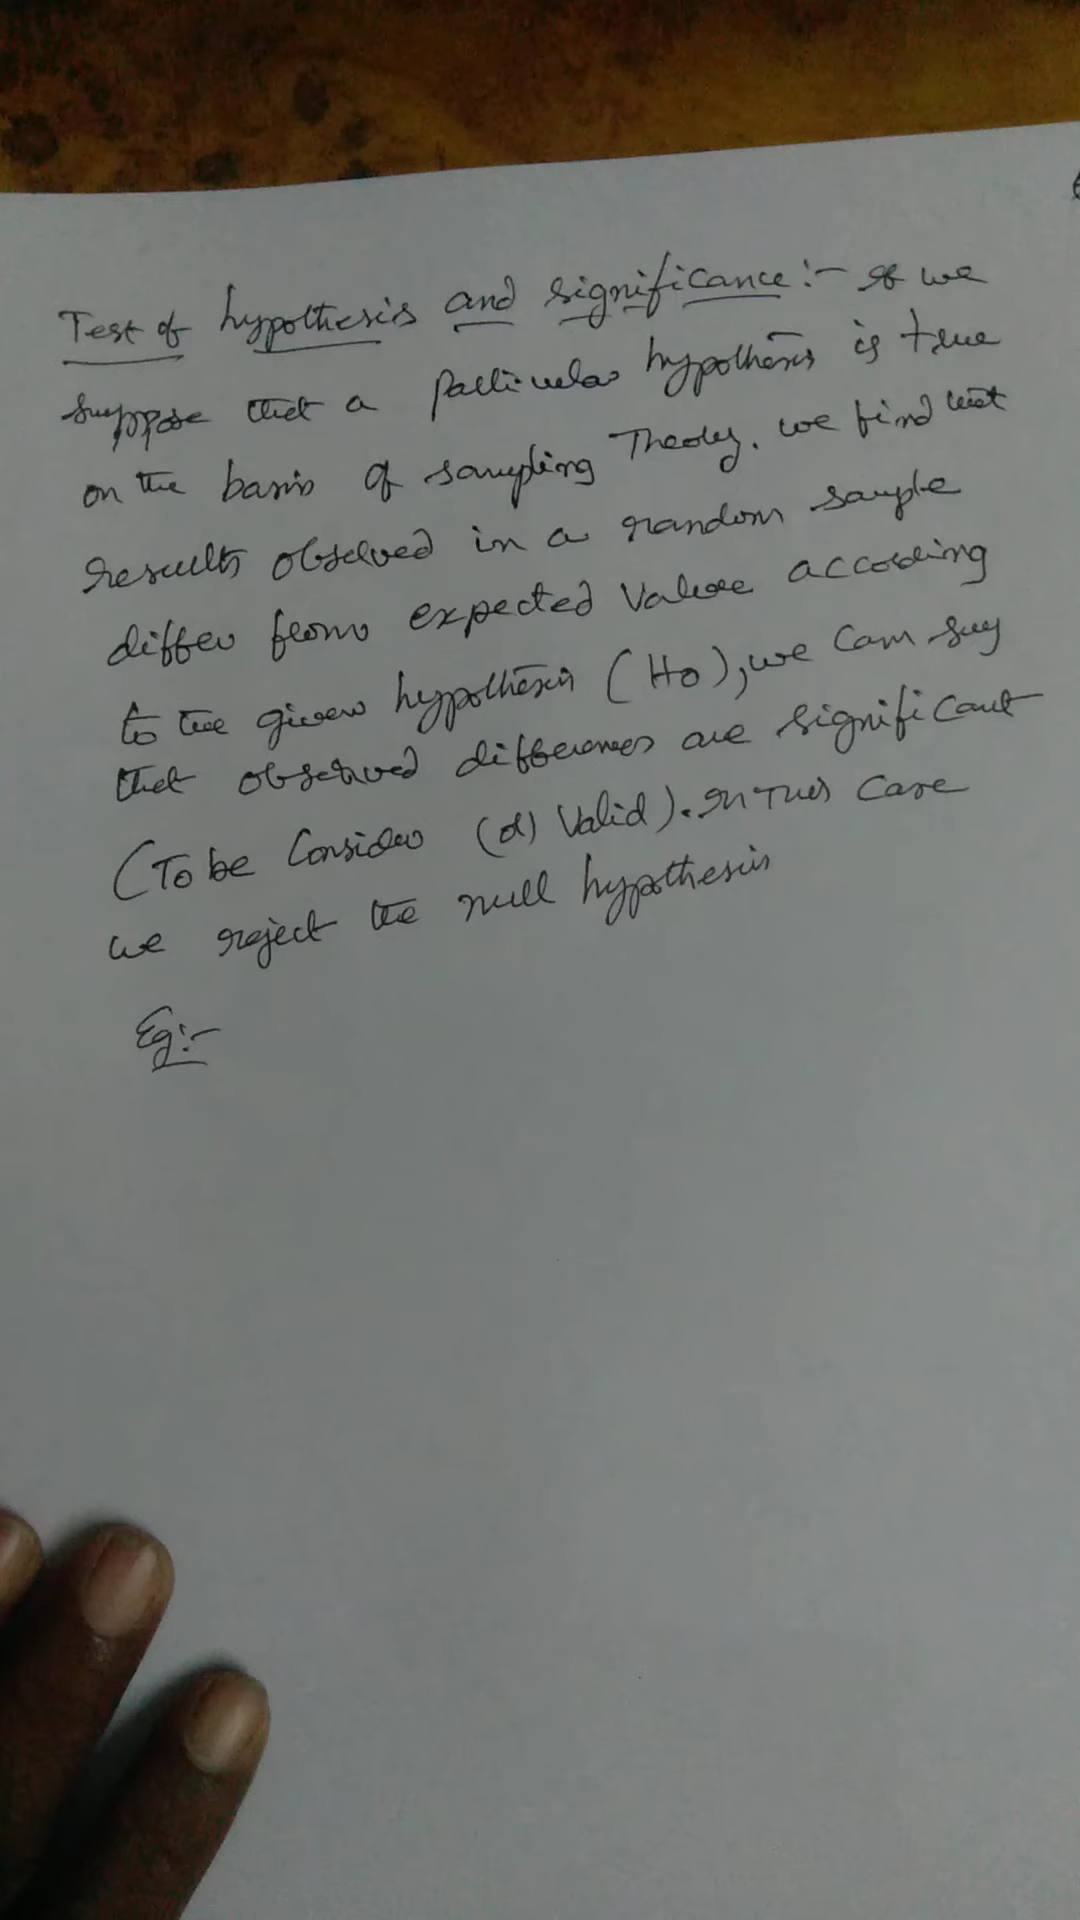 Test of hypothesis and significance:- If we
suppose that a particular hypothesis is true
on the basis of sampling Theory. we find that
results observed in a random sample
differ from expected Value according
to the given hypothesis (H0), we can say
that observed differences are significant
(To be Consider (or) Valid). In This Case
we reject the null hypothesis
Eg:-